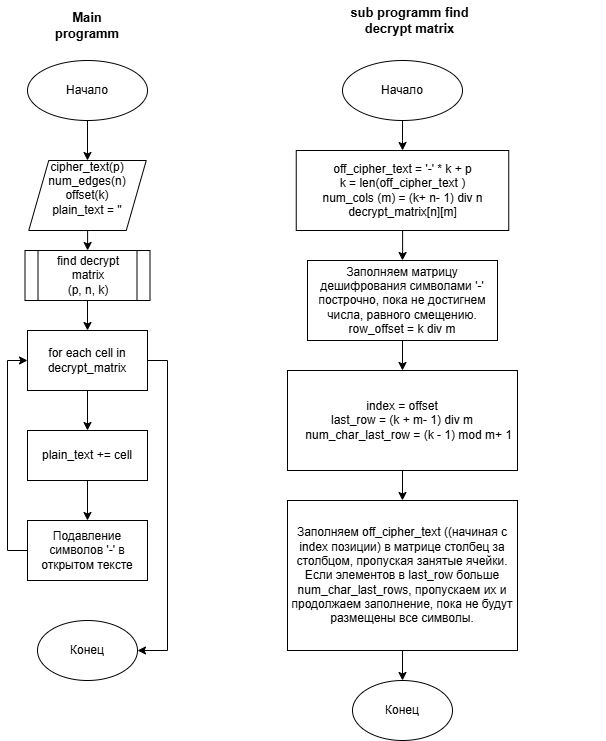 Main
programm
Начало
cipher_text(p)
num_edges(n)
offset(k)
plain_text = ''
find decrypt
matrix
(p, n, k)
for each cell in
decrypt_matrix
plain_text += cell
Подавление
символов '-' в
открытом тексте
Конец
sub programm find
decrypt matrix
Начало
off_cipher_text = '-' * k + p
k = len(off_cipher_text )
num_cols (m) = (k+ n- 1) div n
decrypt_matrix[n][m]
Заполняем матрицу
дешифрования символами '-'
построчно, пока не достигнем
числа, равного смещению.
row_offset = k div m
index = offset
last_row = (k + m- 1) div m
num_char_last_row = (k - 1) mod m+ 1
Заполняем off_cipher_text ((начиная с
index позиции) в матрице столбец за
столбцом, пропуская занятые ячейки.
Если элементов в last_row больше
num_char_last_rows, пропускаем их и
продолжаем заполнение, пока не будут
размещены все символы.
Конец